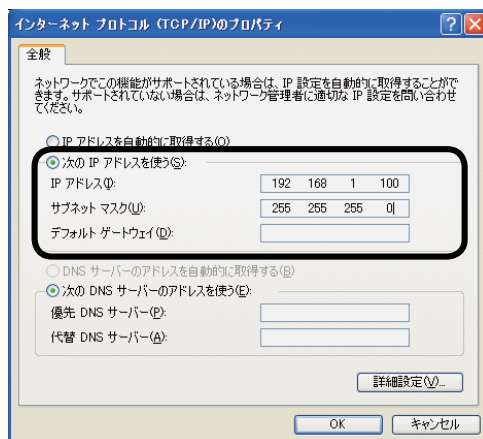 インターネット プロトコル (TCP/IP)のプロパティ
全般
ネットワークでこの機能がサポートされている場合は、IP 設定を自動的に取得することがで
きます。サポートされていない場合は、ネットワーク管理者に適切な IP 設定を問い合わせ
てください。
IP アドレスを自動的に取得する(O)
次の IP アドレスを使う(S):
IP アドレス(I): 192 168 1 100
サブネット マスク(U): 255 255 255 0
デフォルト ゲートウェイ(D):
DNS サーバーのアドレスを自動的に取得する(B)
次の DNS サーバーのアドレスを使う(E):
優先 DNS サーバー(P):
代替 DNS サーバー(A):
詳細設定(V)...
OK キャンセル